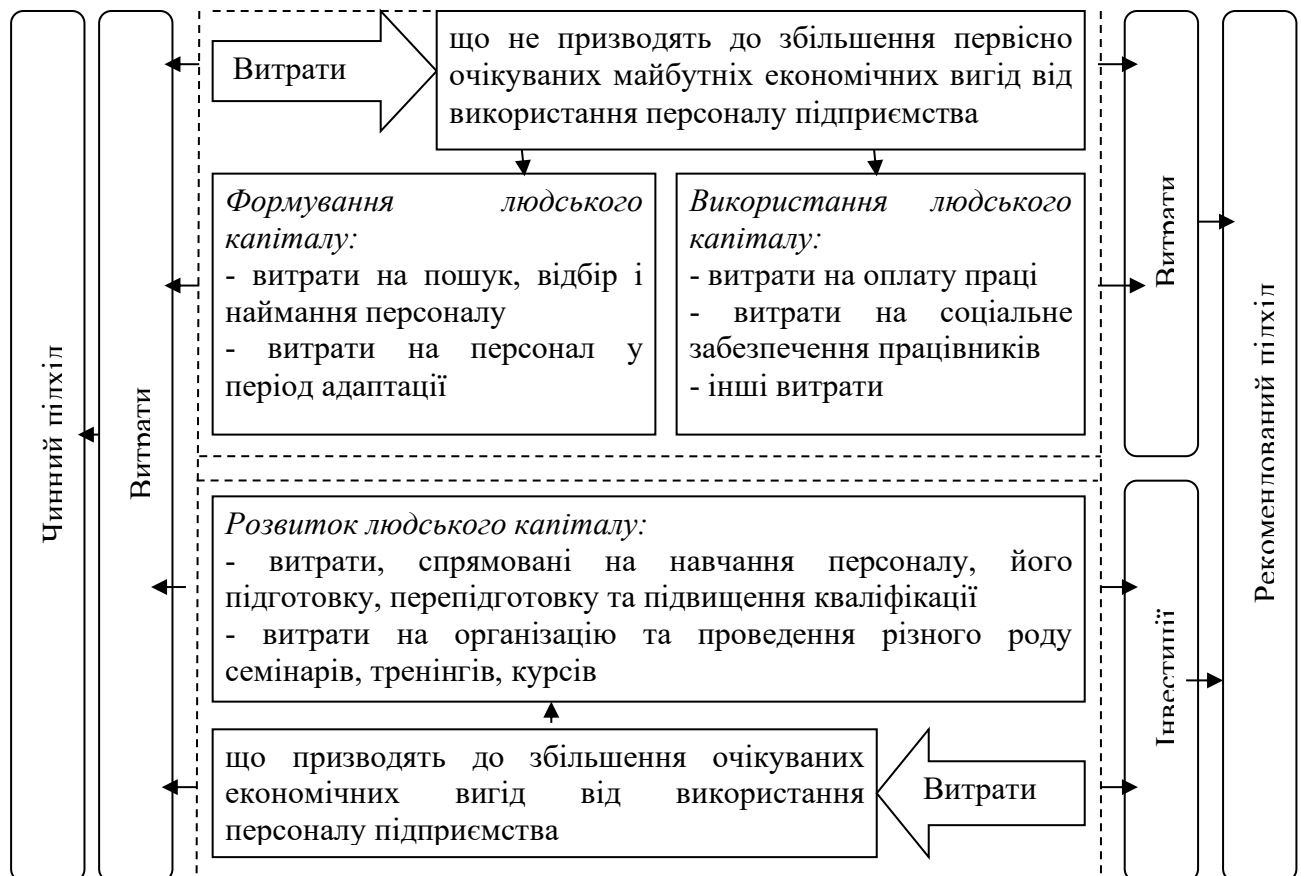 Чинний підхід
Витрати
Витрати
що не призводять до збільшення первісно
очікуваних майбутніх економічних вигід від
використання персоналу підприємства
Формування людського
капіталу:
- витрати на пошук, відбір і
наймання персоналу
- витрати на персонал у
період адаптації
Використання людського
капіталу:
- витрати на оплату праці
- витрати на соціальне
забезпечення працівників
- інші витрати
Розвиток людського капіталу:
- витрати, спрямовані на навчання персоналу, його
підготовку, перепідготовку та підвищення кваліфікації
- витрати на організацію та проведення різного роду
семінарів, тренінгів, курсів
що призводять до збільшення очікуваних
економічних вигід від використання
персоналу підприємства
Витрати
Витрати
Інвестиції
Рекомендований підхід